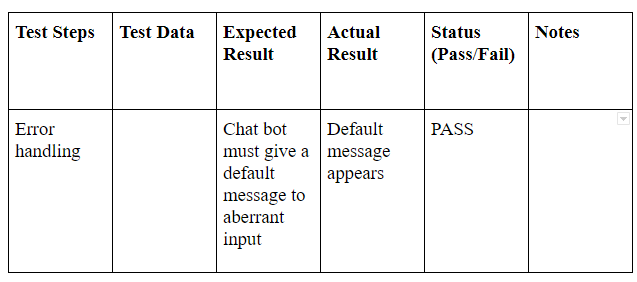 Test Steps
Test Data
Expected
Result
Actual
Result
Status
(Pass/Fail)
Notes
Error
handling
Chat bot
must give a
default
message to
aberrant
input
Default
message
appears
PASS